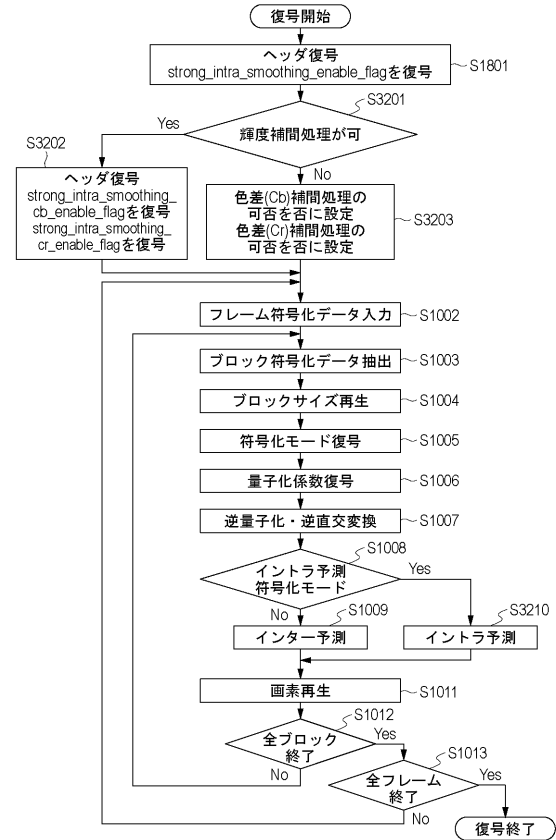 復号開始
ヘッダ復号
strong_intra_smoothing_enable_flagを復号
S1801
S3201
輝度補間処理が可
Yes
No
S3202
ヘッダ復号
strong_intra_smoothing_
cb_enable_flagを復号
strong_intra_smoothing_
cr_enable_flagを復号
色差(Cb)補間処理の
可否を否に設定
色差(Cr)補間処理の
可否を否に設定
S3203
フレーム符号化データ入力
S1002
ブロック符号化データ抽出
S1003
ブロックサイズ再生
S1004
符号化モード復号
S1005
量子化係数復号
S1006
逆量子化・逆直交変換
S1007
S1008
イントラ予測
符号化モード
Yes
No
S1009
インター予測
S3210
イントラ予測
画素再生
S1011
S1012
全ブロック
終了
Yes
No
S1013
全フレーム
終了
Yes
No
復号終了